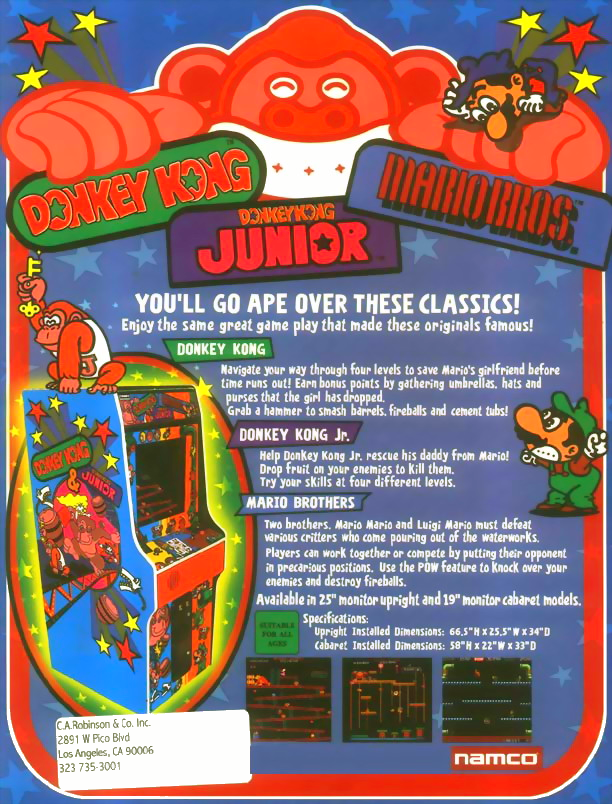 DONKEY KONG™
DONKEY KONG
JUNIOR™
MARIO BROS.™
YOU'LL GO APE OVER THESE CLASSICS!
Enjoy the same great game play that made these originals famous!
DONKEY KONG
Navigate your way through four levels to save Mario's girlfriend before
time runs out! Earn bonus points by gathering umbrellas, hats and
purses that the girl has dropped.
Grab a hammer to smash barrels, fireballs and cement tubs!
DONKEY KONG Jr.
Help Donkey Kong Jr. rescue his daddy from Mario!
Drop fruit on your enemies to kill them.
Try your skills at four different levels.
MARIO BROTHERS
Two brothers, Mario Mario and Luigi Mario must defeat
various critters who come pouring out of the waterworks.
Players can work together or compete by putting their opponent
in precarious positions. Use the POW feature to knock over your
enemies and destroy fireballs.
Available in 25" monitor upright and 19" monitor cabaret models.
SUITABLE
FOR ALL
AGES
Specifications:
Upright Installed Dimensions: 66,5"H x 25,5"W x 34"D
Cabaret Installed Dimensions: 58"H x 22"W x 33"D
DONKEY KONG
&
JUNIOR
C.A.Robinson & Co. Inc.
2891 W Pico Blvd
Los Angeles, CA 90006
323 735-3001
namco